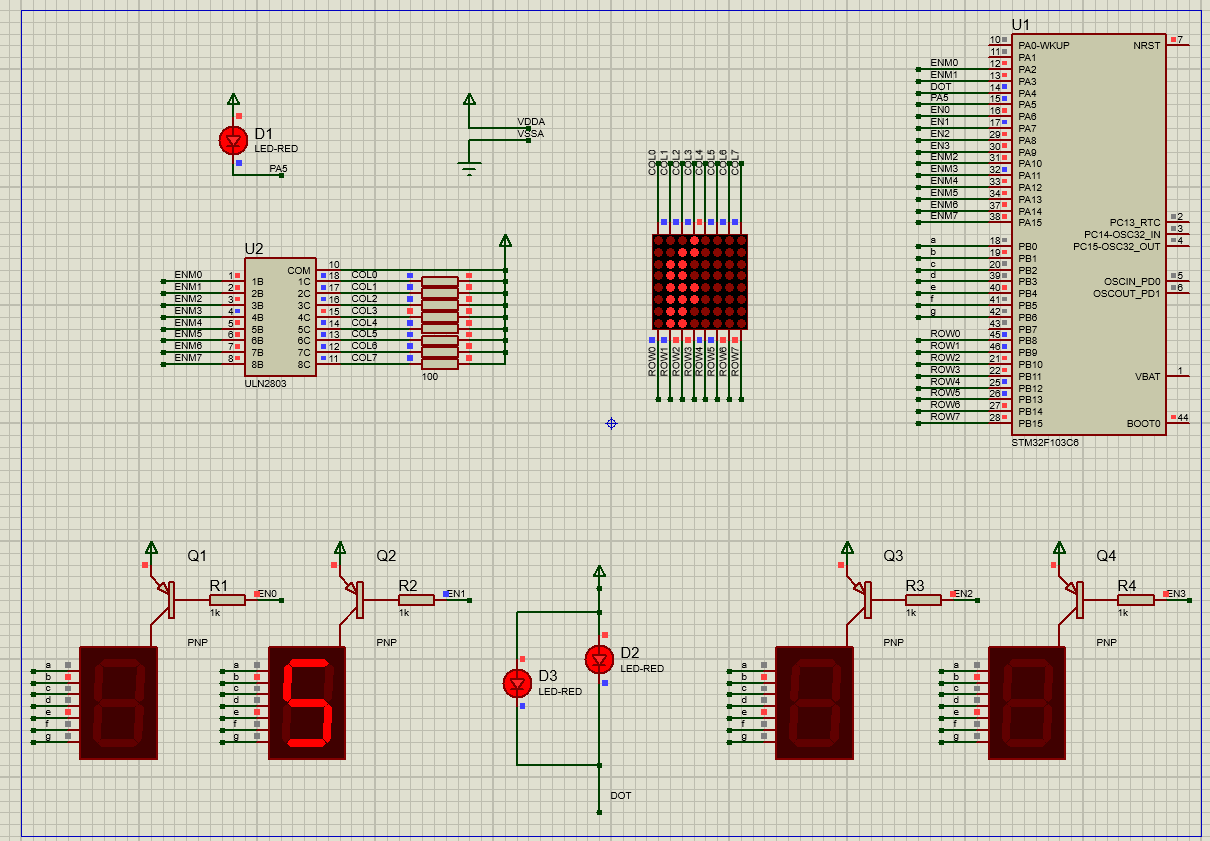 U1
10 PA0-WKUP NRST 7
11 PA1
ENM0 12 PA2
ENM1 13 PA3
DOT 14 PA4
PA5 15 PA5
EN0 16 PA6
EN1 17 PA7
EN2 29 PA8
EN3 30 PA9
ENM2 31 PA10
ENM3 32 PA11
ENM4 33 PA12
ENM5 34 PA13
ENM6 37 PA14
ENM7 38 PA15
PC13_RTC 2
PC14-OSC32_IN 3
PC15-OSC32_OUT 4
a 18 PB0
b 19 PB1
c 20 PB2
d 39 PB3
e 40 PB4
f 41 PB5
g 42 PB6
43 PB7
OSCIN_PD0 5
OSCOUT_PD1 6
ROW0 45 PB8
ROW1 46 PB9
ROW2 21 PB10
ROW3 22 PB11
ROW4 25 PB12
ROW5 26 PB13
ROW6 27 PB14
ROW7 28 PB15
VBAT 1
BOOT0 44
STM32F103C6
D1
LED-RED
PA5
VDDA
VSSA
COL0
COL1
COL2
COL3
COL4
COL5
COL6
COL7
ROW0
ROW1
ROW2
ROW3
ROW4
ROW5
ROW6
ROW7
U2
COM 10
ENM0 1 1B 1C 18 COL0
ENM1 2 2B 2C 17 COL1
ENM2 3 3B 3C 16 COL2
ENM3 4 4B 4C 15 COL3
ENM4 5 5B 5C 14 COL4
ENM5 6 6B 6C 13 COL5
ENM6 7 7B 7C 12 COL6
ENM7 8 8B 8C 11 COL7
ULN2803
100
Q1
R1
EN0
1k
PNP
a
b
c
d
e
f
g
Q2
R2
EN1
1k
PNP
a
b
c
d
e
f
g
5
D3
LED-RED
D2
LED-RED
DOT
Q3
R3
EN2
1k
PNP
a
b
c
d
e
f
g
Q4
R4
EN3
1k
PNP
a
b
c
d
e
f
g